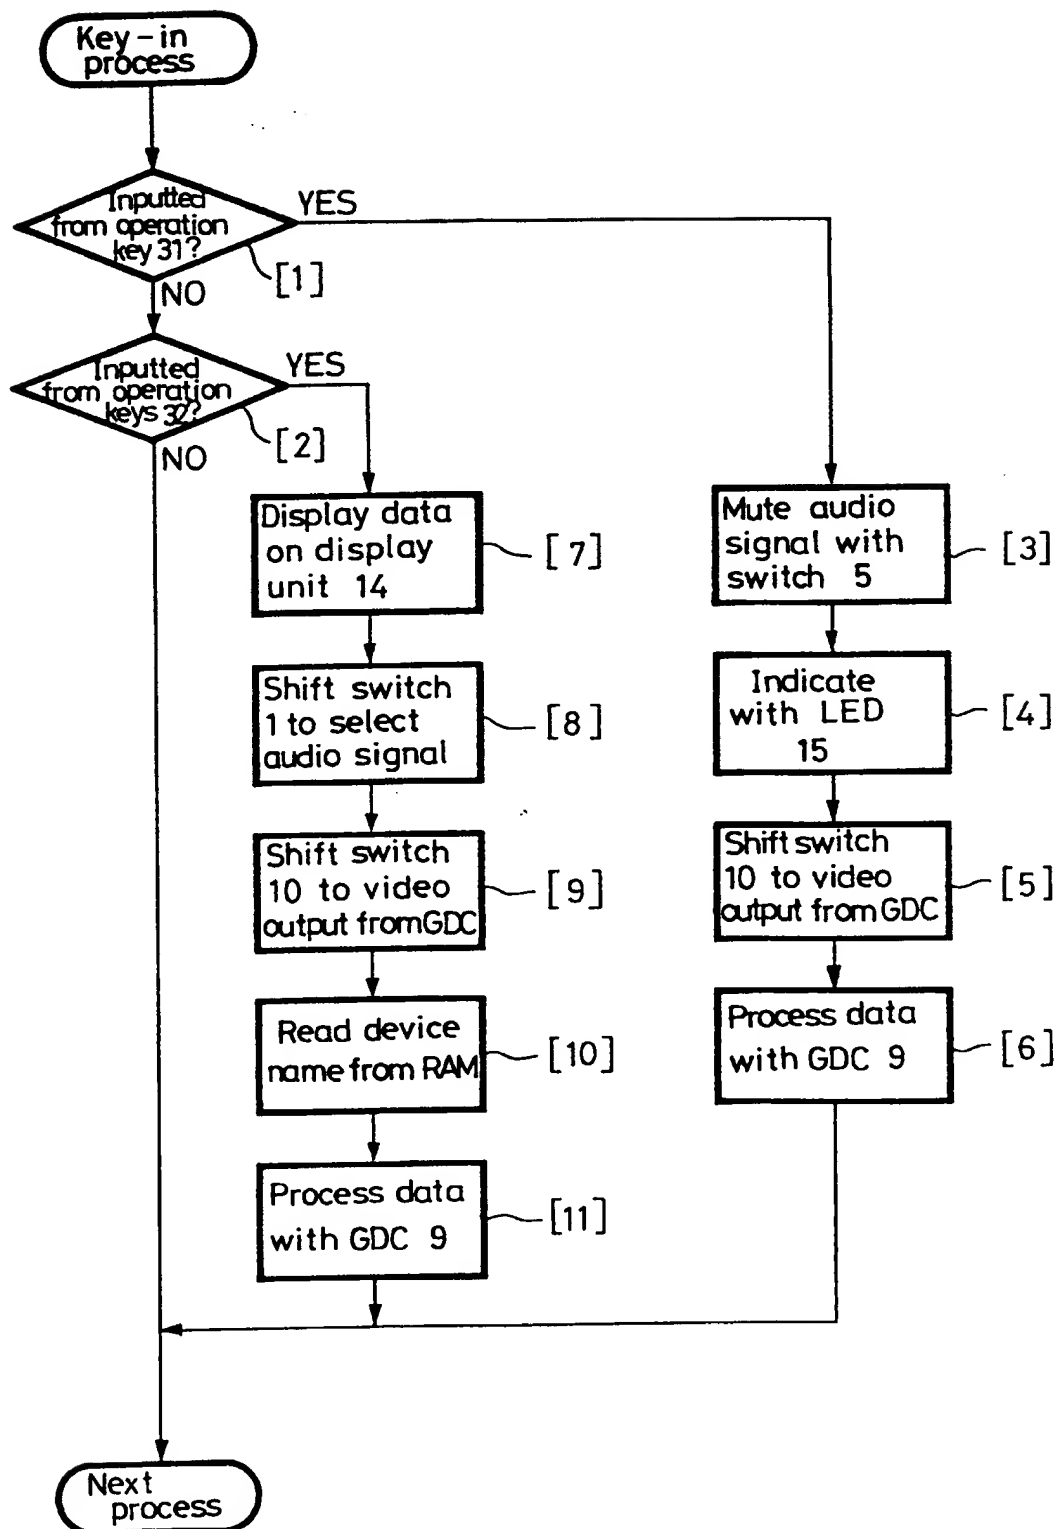 Key-in
process
Inputted
from operation
key 31?
YES
[1]
NO
Inputted
from operation
keys 32?
YES
[2]
NO
Display data
on display
unit 14
[7]
Shift switch
1 to select
audio signal
[8]
Shift switch
10 to video
output from GDC
[9]
Read device
name from RAM
[10]
Process data
with GDC 9
[11]
Mute audio
signal with
switch 5
[3]
Indicate
with LED
15
[4]
Shift switch
10 to video
output from GDC
[5]
Process data
with GDC 9
[6]
Next
process